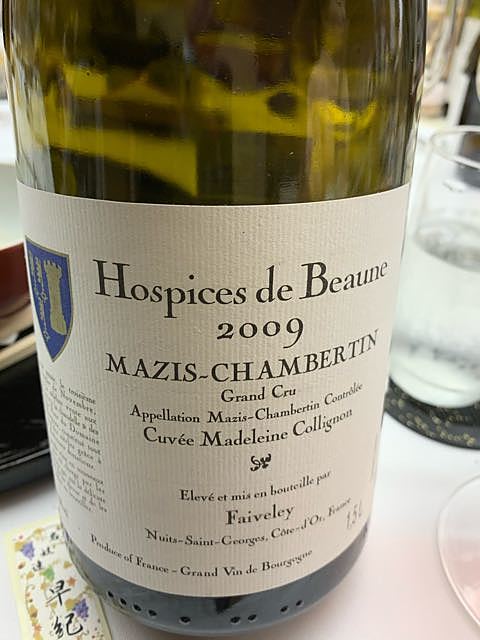 Hospices de Beaune
2009
MAZIS-CHAMBERTIN
Grand Cru
Appellation Mazis-Chambertin Contrôlée
Cuvée Madeleine Collignon
Elevé et mis en bouteille par
Faiveley
Nuits-Saint-Georges, Côte-d'Or, France
1,5 L
Produce of France - Grand Vin de Bourgogne
早紀